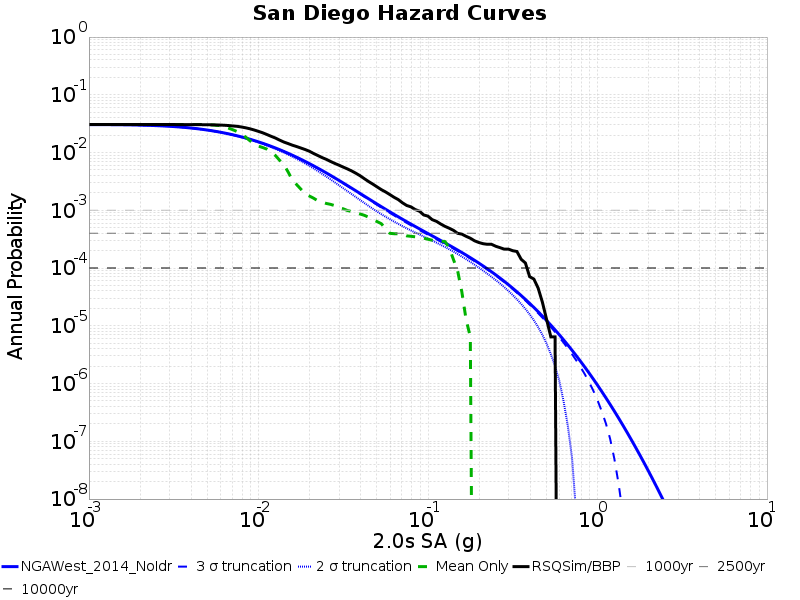 San Diego Hazard Curves
10^0
10^-1
10^-2
10^-3
10^-4
10^-5
10^-6
10^-7
10^-8
Annual Probability
10^-3 10^-2 10^-1 10^0 10^1
2.0s SA (g)
NGAWest_2014_NoIdr 3 σ truncation 2 σ truncation Mean Only RSQSim/BBP 1000yr 2500yr
10000yr